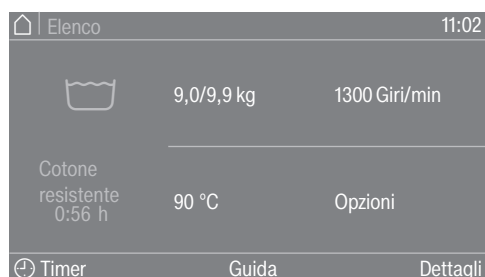 Elenco 11:02
9,0/9,9 kg 1300 Giri/min
Cotone
resistente
0:56 h
90 °C Opzioni
Timer Guida Dettagli